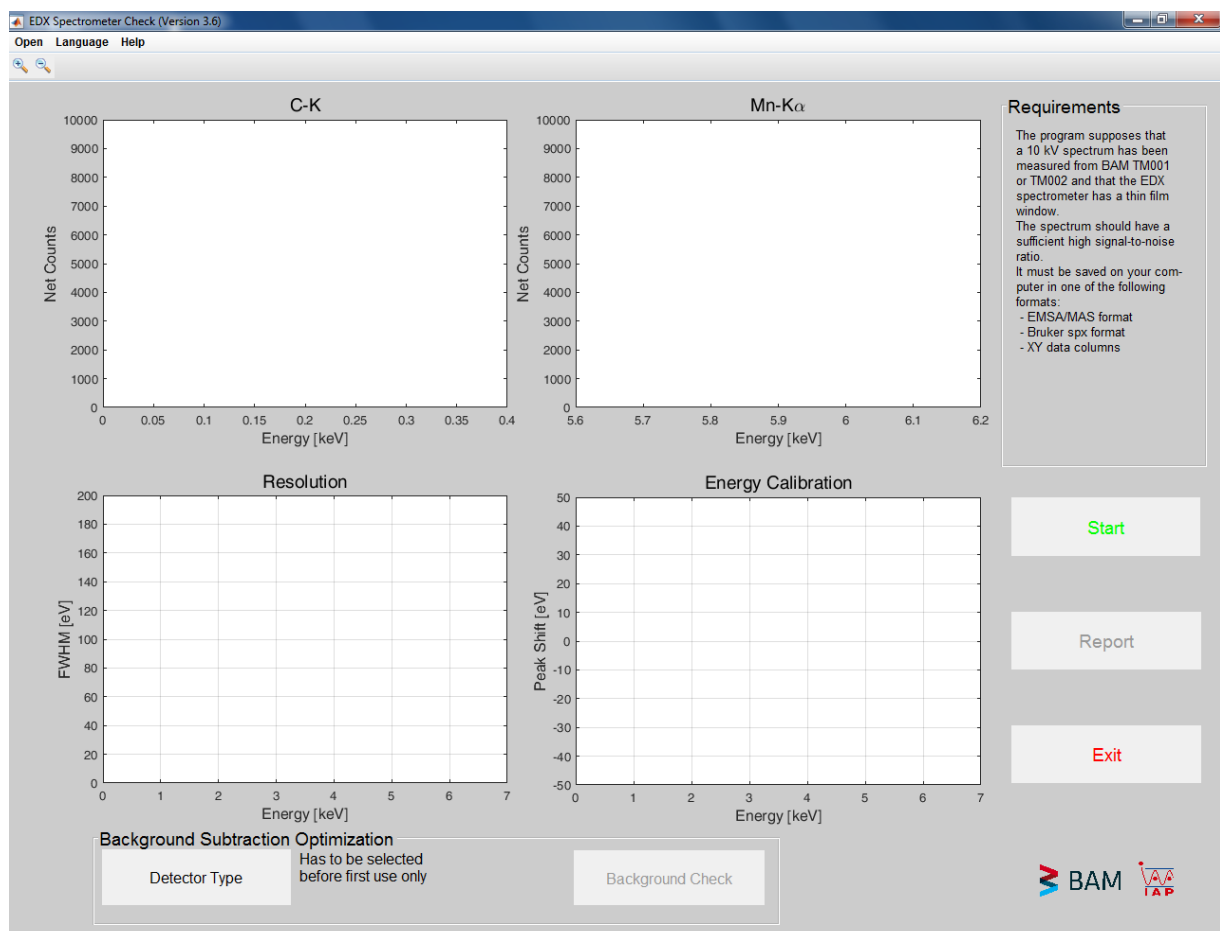 EDX Spectrometer Check (Version 3.6)
Open Language Help
C-K
10000
9000
8000
7000
6000
5000
4000
3000
2000
1000
0
Net Counts
0 0.05 0.1 0.15 0.2 0.25 0.3 0.35 0.4
Energy [keV]
Mn-Kα
10000
9000
8000
7000
6000
5000
4000
3000
2000
1000
0
Net Counts
5.6 5.7 5.8 5.9 6 6.1 6.2
Energy [keV]
Requirements
The program supposes that
a 10 kV spectrum has been
measured from BAM TM001
or TM002 and that the EDX
spectrometer has a thin film
window.
The spectrum should have a
sufficient high signal-to-noise
ratio.
It must be saved on your com-
puter in one of the following
formats:
- EMSA/MAS format
- Bruker spx format
- XY data columns
Resolution
200
180
160
140
120
100
80
60
40
20
0
FWHM [eV]
0 1 2 3 4 5 6 7
Energy [keV]
Energy Calibration
50
40
30
20
10
0
-10
-20
-30
-40
-50
Peak Shift [eV]
0 1 2 3 4 5 6 7
Energy [keV]
Start
Report
Exit
Background Subtraction Optimization
Detector Type
Has to be selected
before first use only
Background Check
BAM
IAP